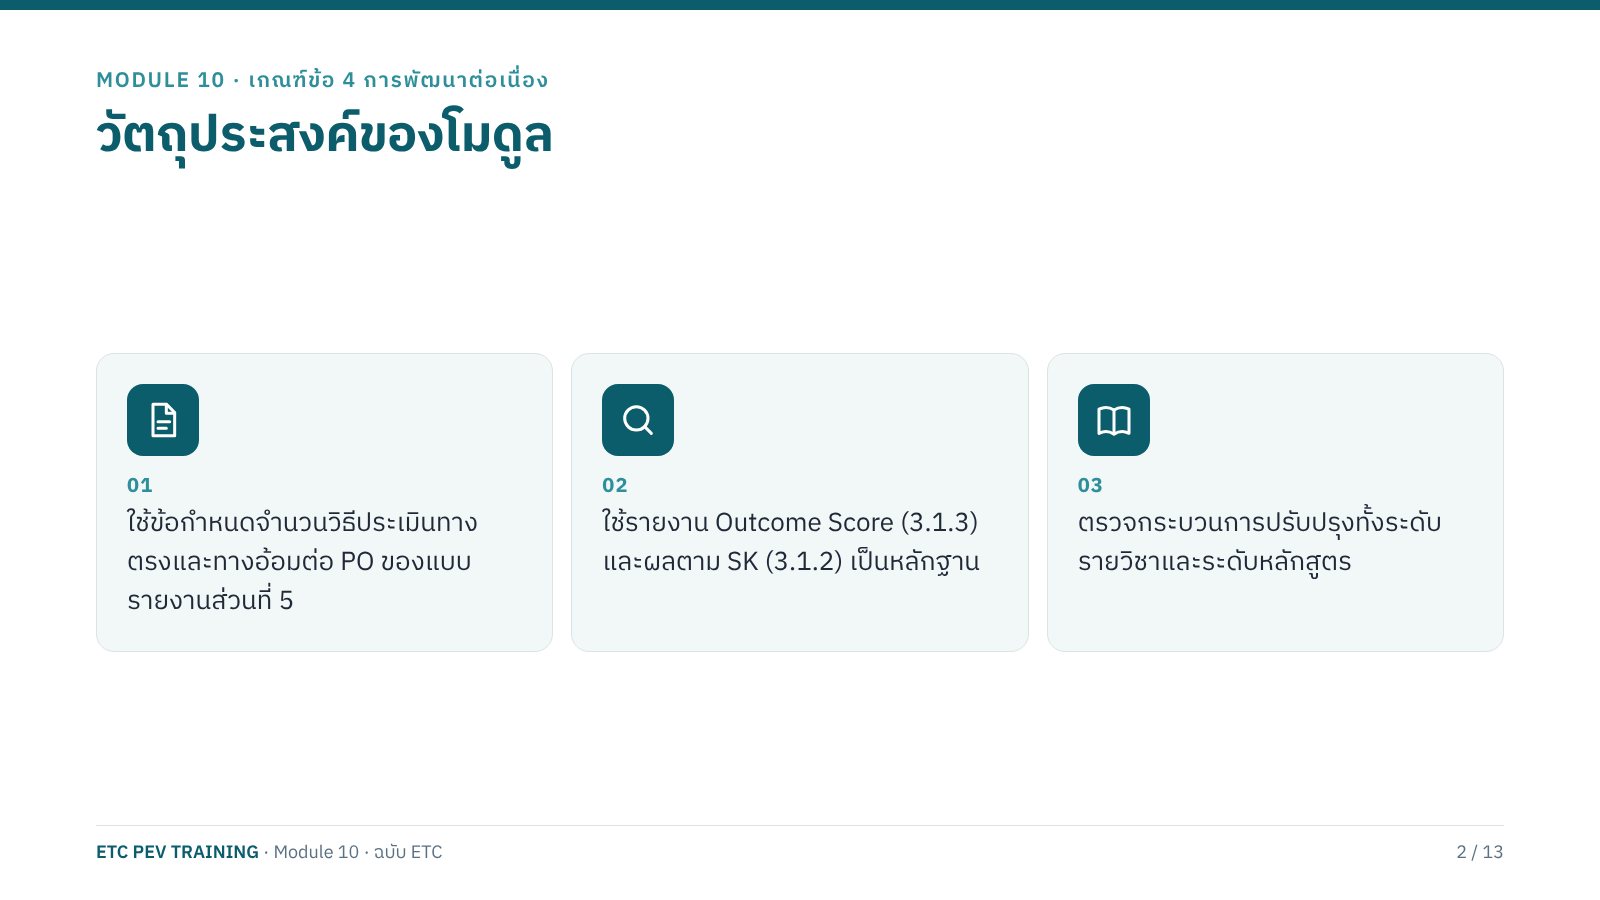 MODULE 10 · เกณฑ์ข้อ 4 การพัฒนาต่อเนื่อง
วัตถุประสงค์ของโมดูล
01
ใช้ข้อกำหนดจำนวนวิธีประเมินทาง
ตรงและทางอ้อมต่อ PO ของแบบ
รายงานส่วนที่ 5
02
ใช้รายงาน Outcome Score (3.1.3)
และผลตาม SK (3.1.2) เป็นหลักฐาน
03
ตรวจกระบวนการปรับปรุงทั้งระดับ
รายวิชาและระดับหลักสูตร
ETC PEV TRAINING · Module 10 · ฉบับ ETC
2 / 13